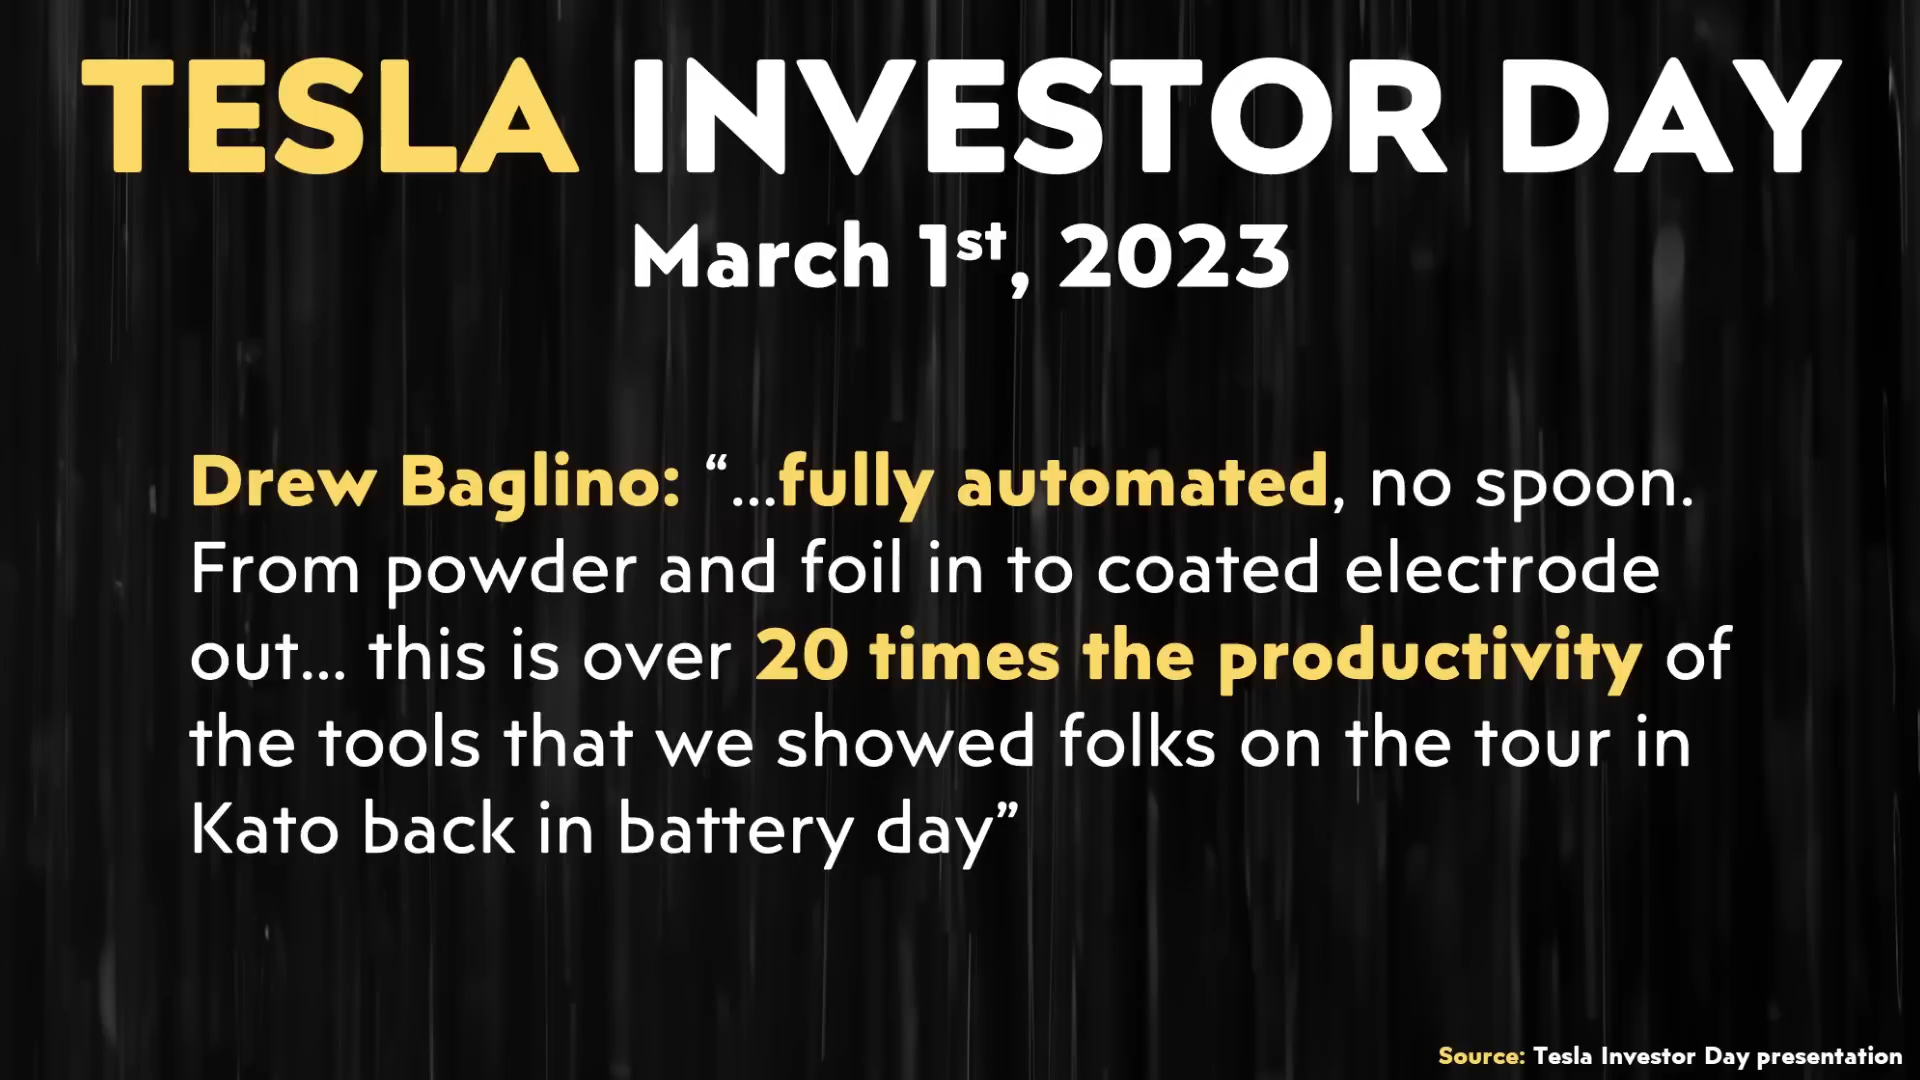 TESLA INVESTOR DAY
March 1st, 2023
Drew Baglino: “...fully automated, no spoon.
From powder and foil in to coated electrode
out... this is over 20 times the productivity of
the tools that we showed folks on the tour in
Kato back in battery day”
Source: Tesla Investor Day presentation